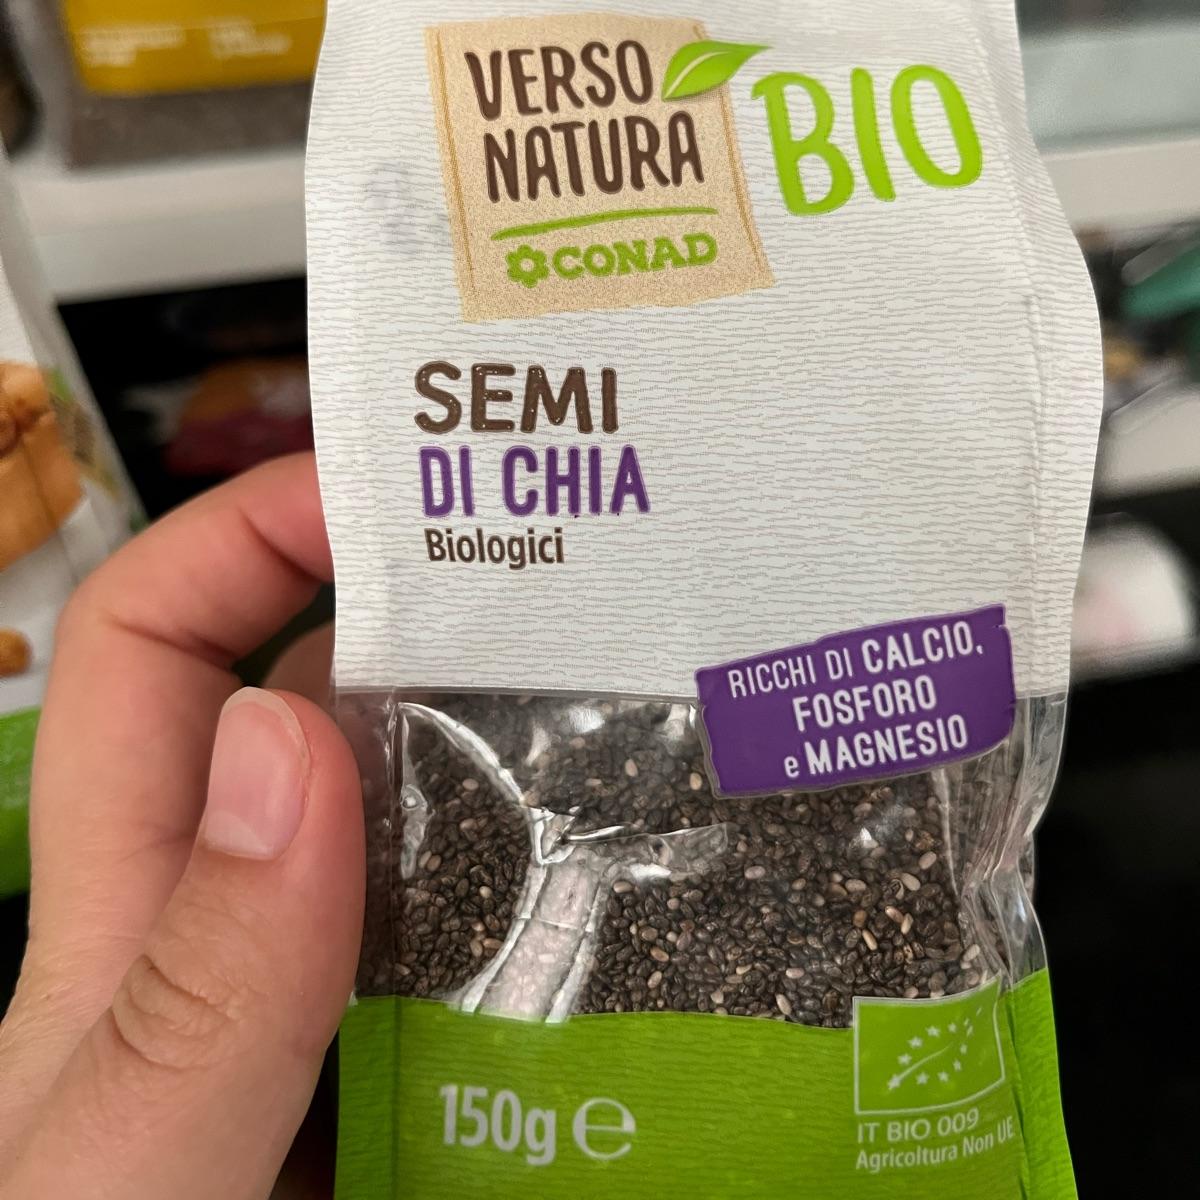 VERSO
NATURA
CONAD
BIO
SEMI
DI CHIA
Biologici
RICCHI DI CALCIO,
FOSFORO
e MAGNESIO
150g ℮
IT BIO 009
Agricoltura Non UE